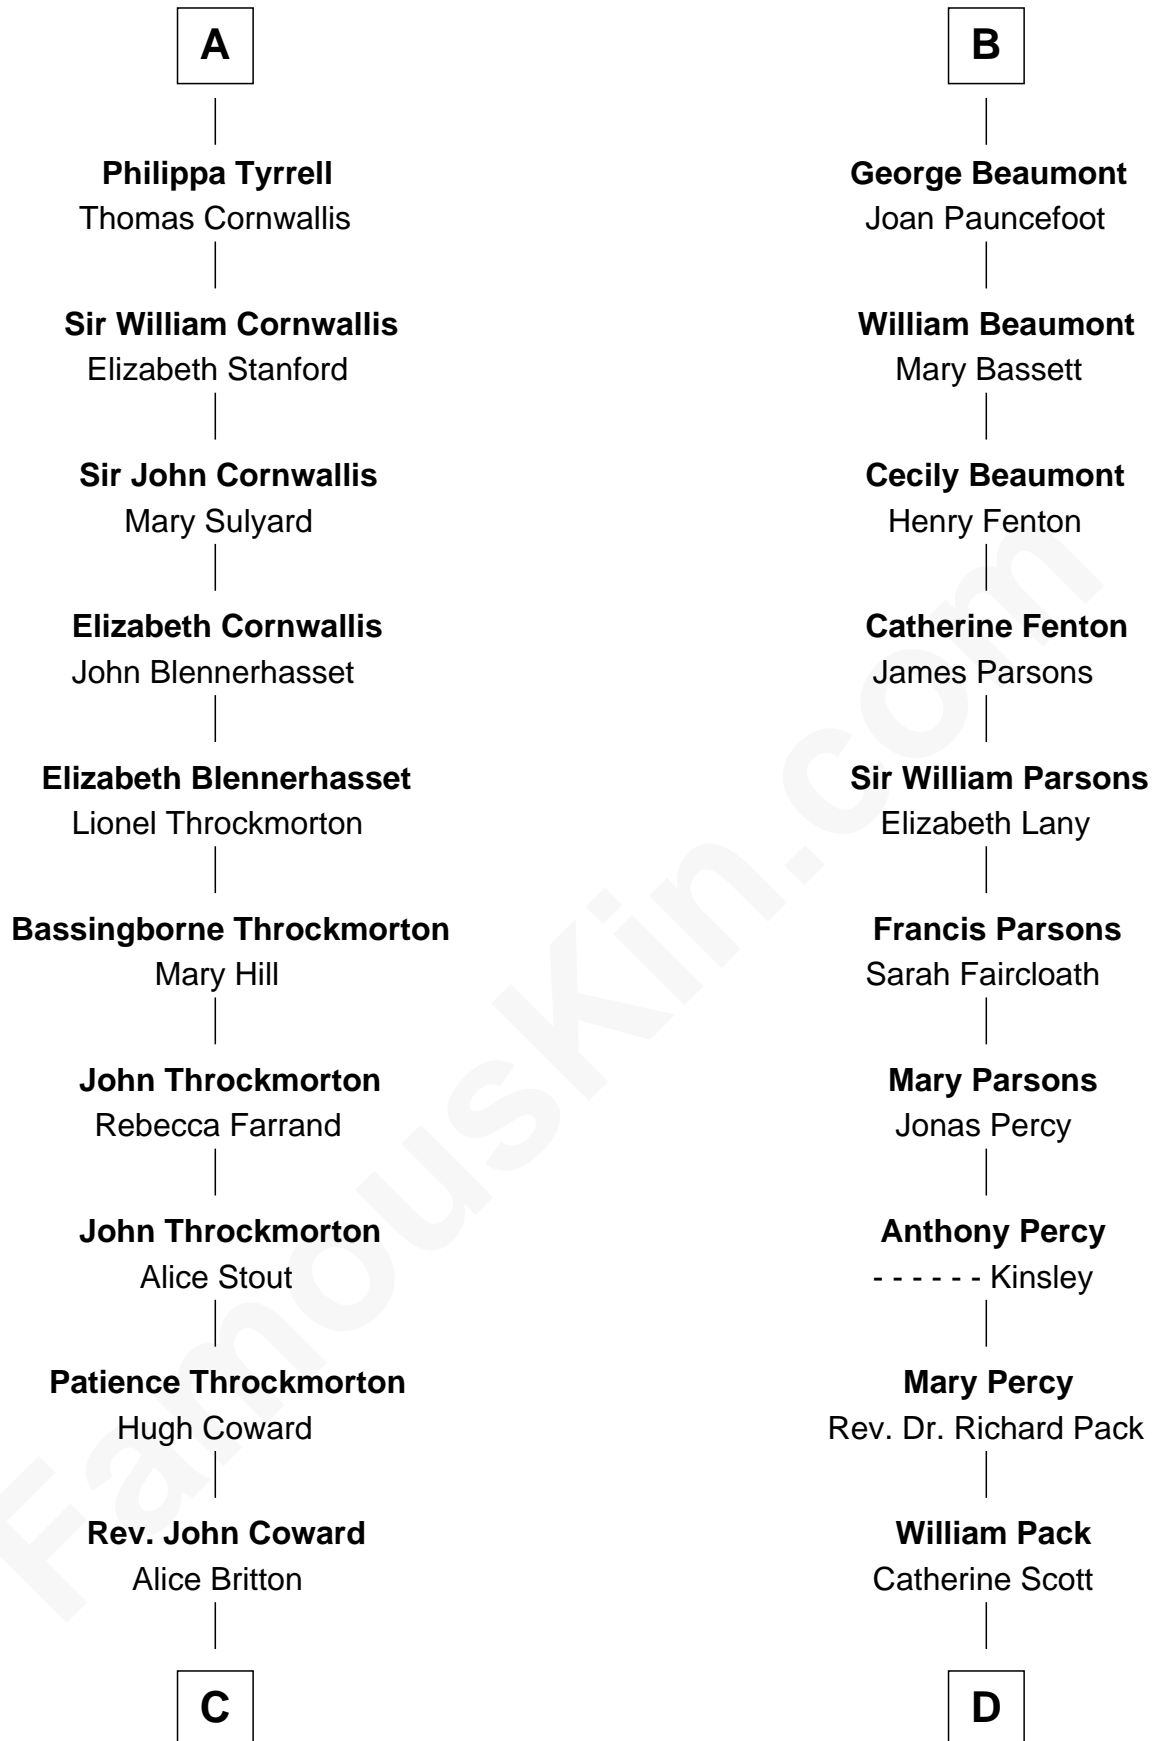 A
Philippa Tyrrell
Thomas Cornwallis
Sir William Cornwallis
Elizabeth Stanford
Sir John Cornwallis
Mary Sulyard
Elizabeth Cornwallis
John Blennerhasset
Elizabeth Blennerhasset
Lionel Throckmorton
Bassingborne Throckmorton
Mary Hill
John Throckmorton
Rebecca Farrand
John Throckmorton
Alice Stout
Patience Throckmorton
Hugh Coward
Rev. John Coward
Alice Britton
C
B
George Beaumont
Joan Pauncefoot
William Beaumont
Mary Bassett
Cecily Beaumont
Henry Fenton
Catherine Fenton
James Parsons
Sir William Parsons
Elizabeth Lany
Francis Parsons
Sarah Faircloath
Mary Parsons
Jonas Percy
Anthony Percy
- - - - - - Kinsley
Mary Percy
Rev. Dr. Richard Pack
William Pack
Catherine Scott
D
FamousKin.com